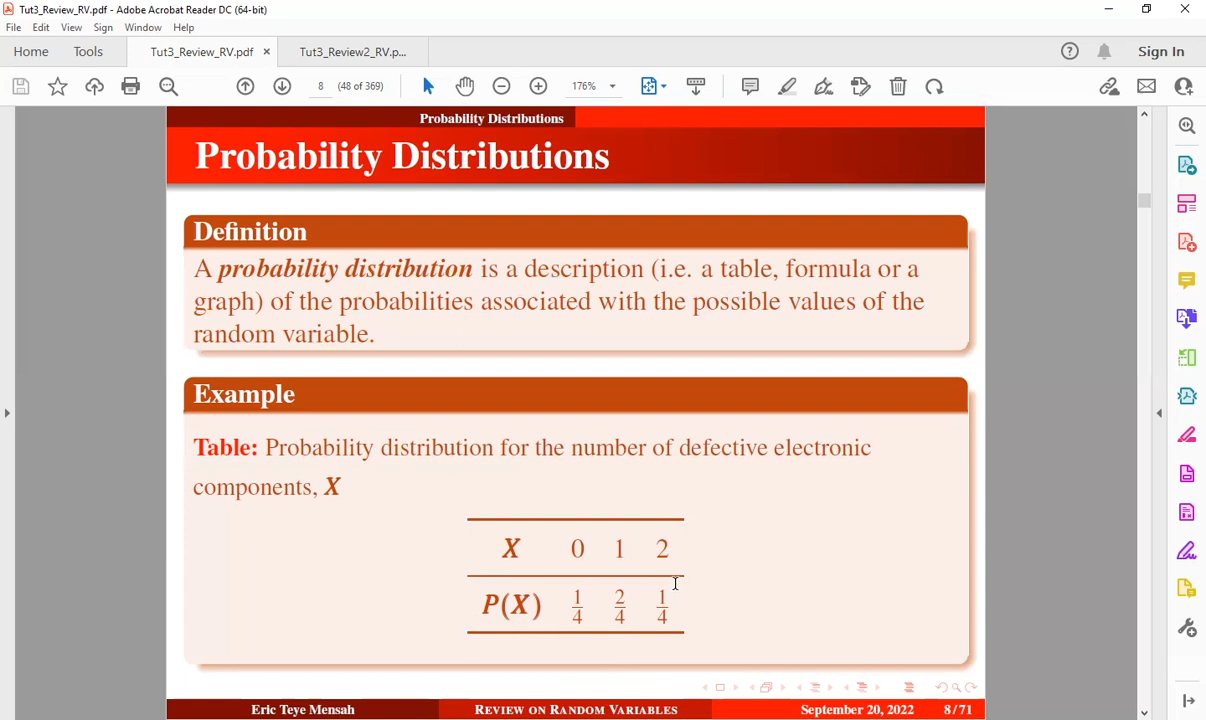 Tut3_Review_RV.pdf - Adobe Acrobat Reader DC (64-bit)
File Edit View Sign Window Help
Home Tools Tut3_Review_RV.pdf × Tut3_Review2_RV.p... Sign In
8 (48 of 369) 176%
Probability Distributions
Probability Distributions
Definition
A probability distribution is a description (i.e. a table, formula or a
graph) of the probabilities associated with the possible values of the
random variable.
Example
Table: Probability distribution for the number of defective electronic
components, X
X 0 1 2
P(X) 1/4 2/4 1/4
Eric Teye Mensah REVIEW ON RANDOM VARIABLES September 20, 2022 8 / 71